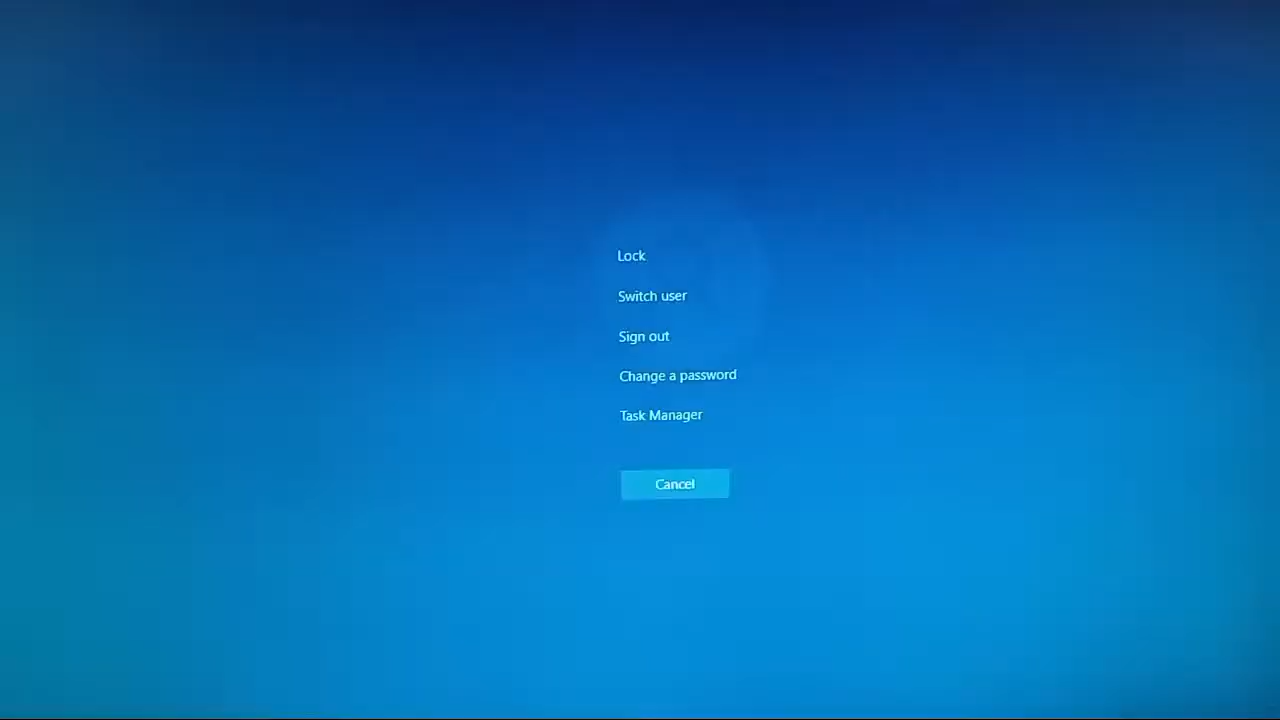 Lock
Switch user
Sign out
Change a password
Task Manager
Cancel